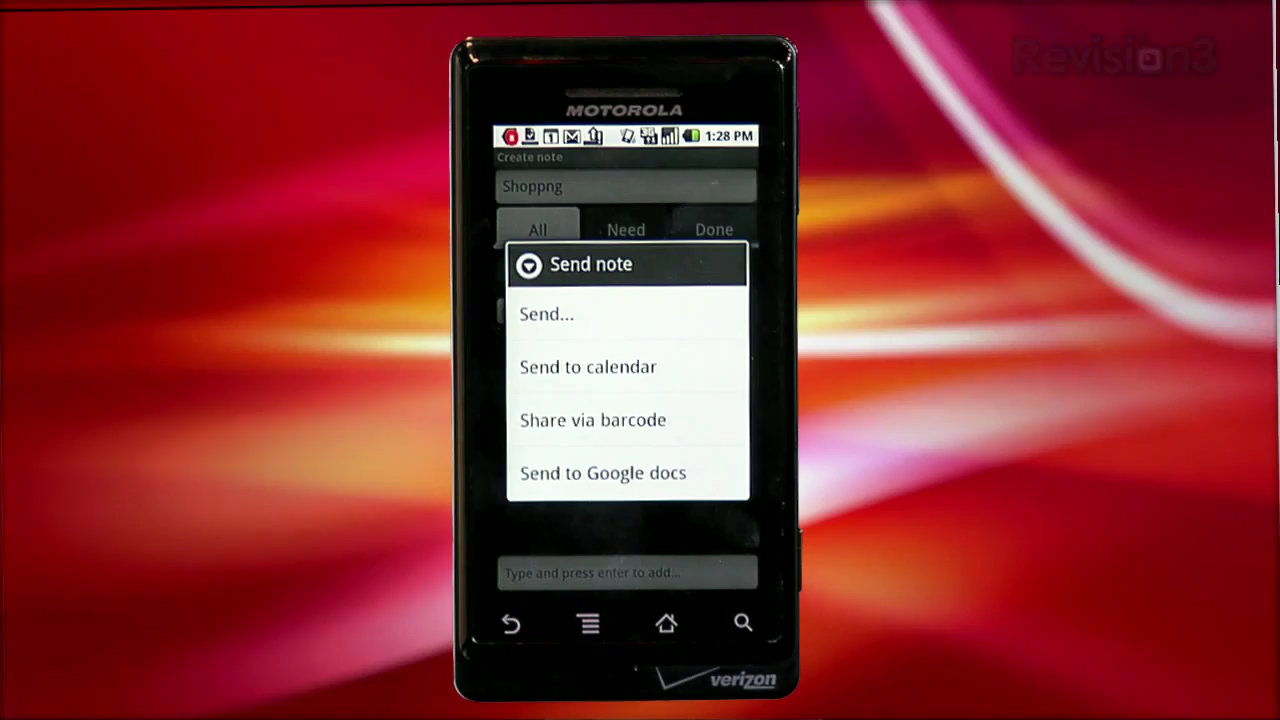 Revision3
MOTOROLA
1:28 PM
Create note
Shoppng
All Need Done
Send note
Send...
Send to calendar
Share via barcode
Send to Google docs
Type and press enter to add...
verizon